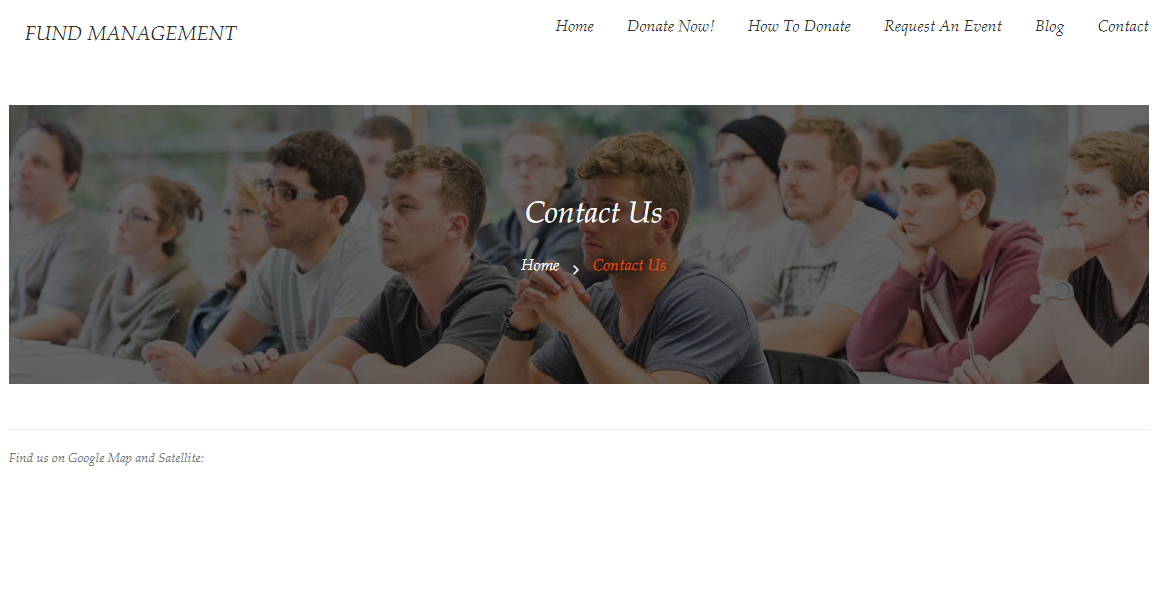 FUND MANAGEMENT
Home Donate Now! How To Donate Request An Event Blog Contact
Contact Us
Home > Contact Us
Find us on Google Map and Satellite: